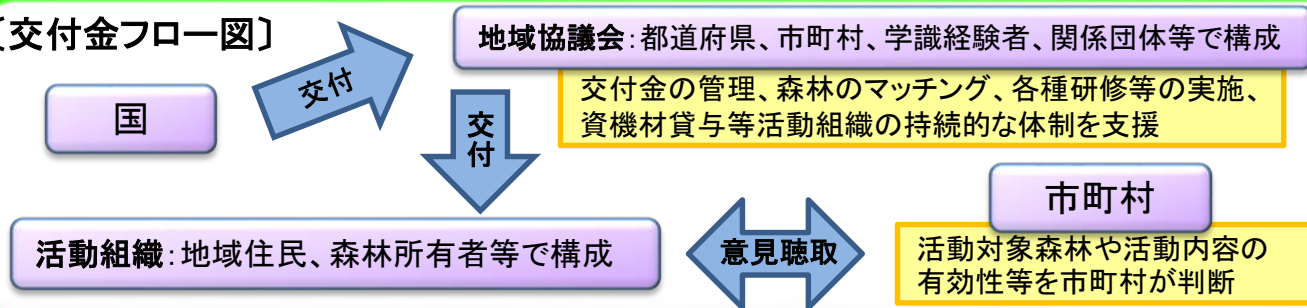 〔交付金フロー図〕
地域協議会：都道府県、市町村、学識経験者、関係団体等で構成
国
交付
交付金の管理、森林のマッチング、各種研修等の実施、
資機材貸与等活動組織の持続的な体制を支援
交付
市町村
活動組織：地域住民、森林所有者等で構成
意見聴取
活動対象森林や活動内容の
有効性等を市町村が判断